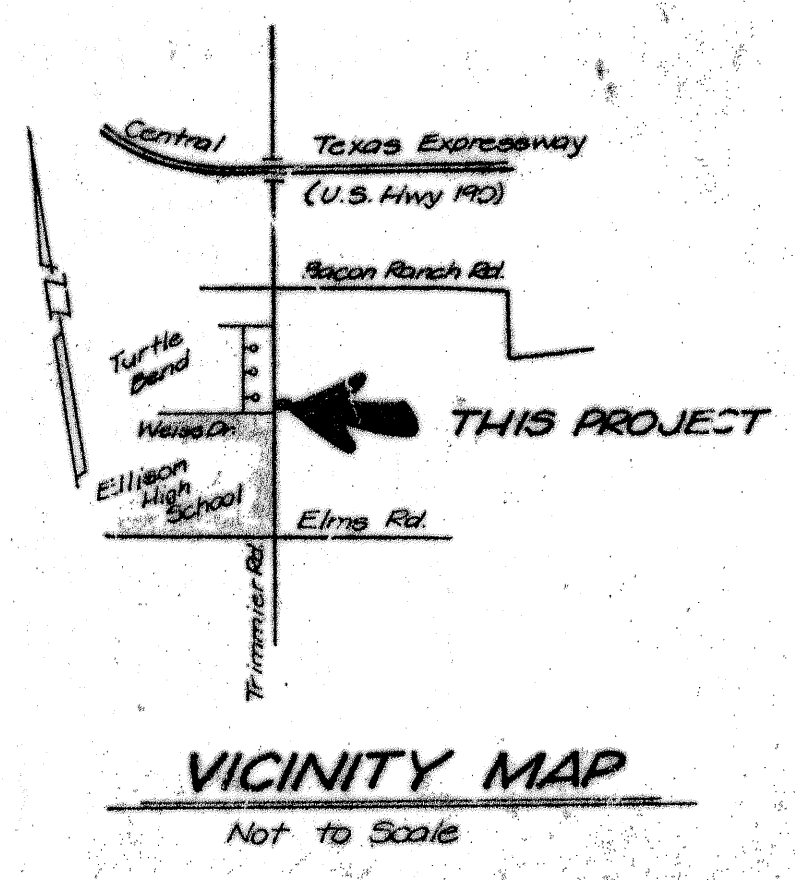 Central
Texas Expressway
(U.S. Hwy 190)
Bacon Ranch Rd.
Turtle
Bend
THIS PROJECT
Weiss Dr.
Ellison
High
School
Elms Rd.
Trimmier Rd.
VICINITY MAP
Not to Scale